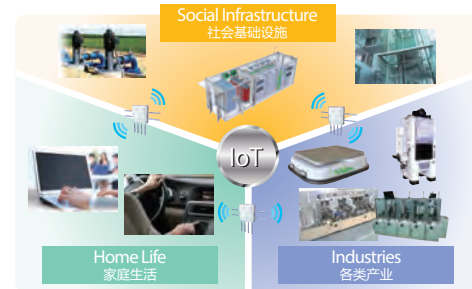 Social Infrastructure
社会基础设施
IoT
Home Life
家庭生活
Industries
各类产业